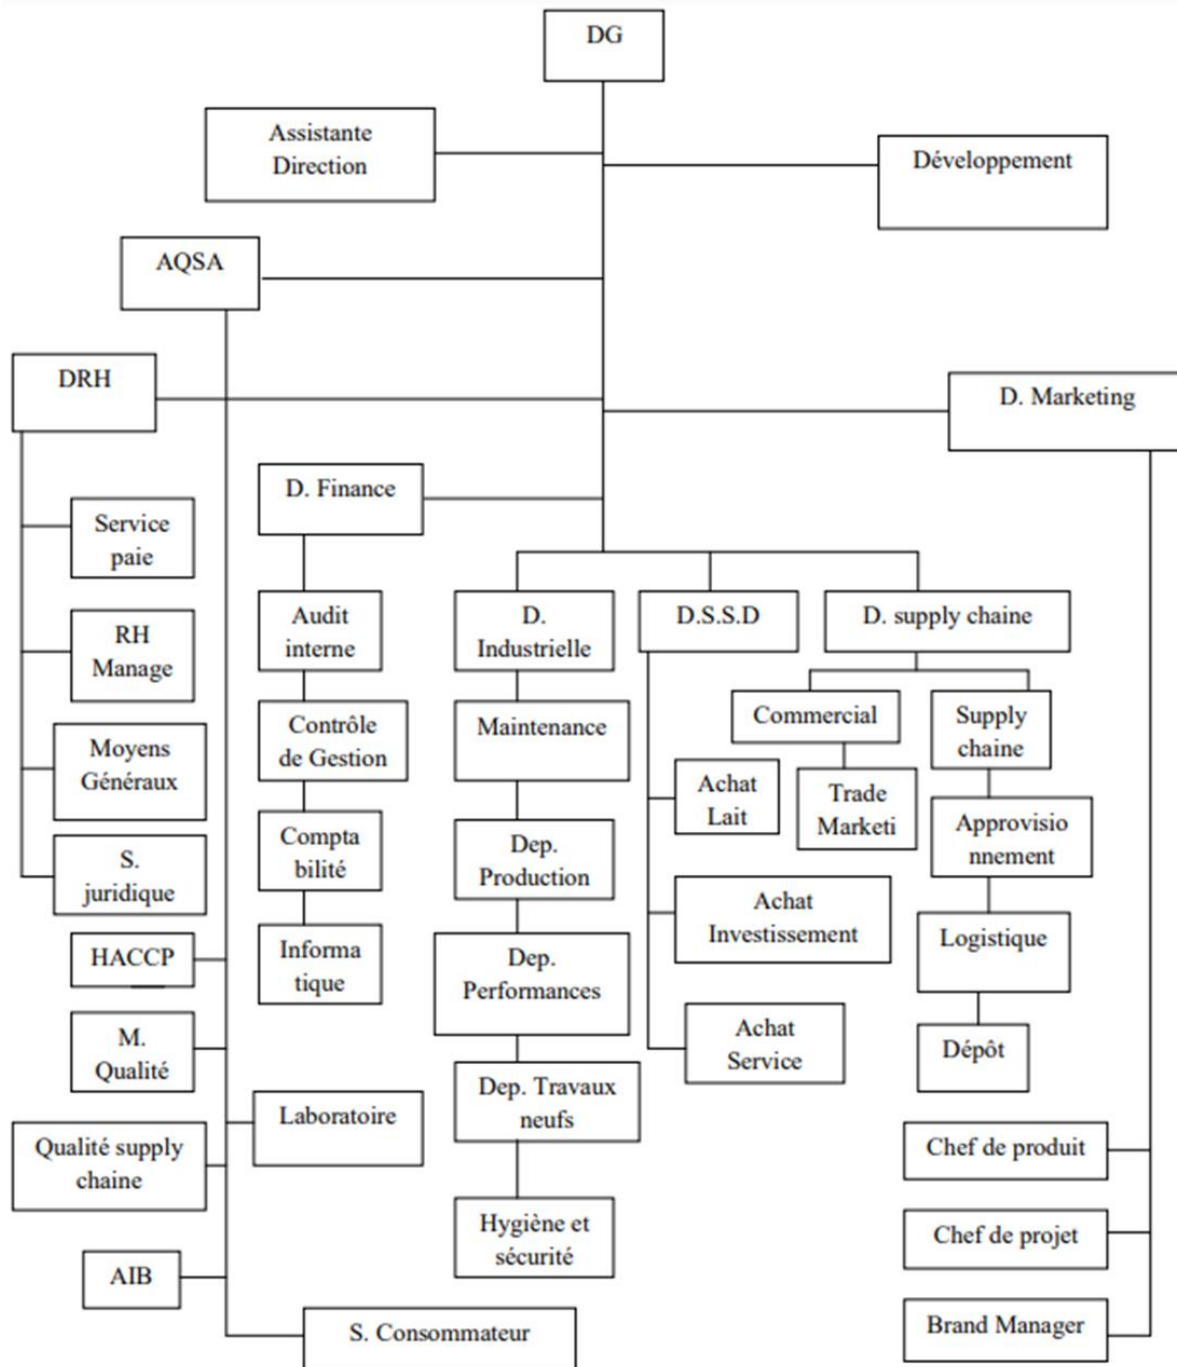 DG
Assistante
Direction
Développement
AQSA
DRH
D. Marketing
D. Finance
Service
paie
Audit
interne
D.
Industrielle
D.S.S.D
D. supply chaine
RH
Manage
Contrôle
de Gestion
Maintenance
Commercial
Supply
chaine
Moyens
Généraux
Achat
Lait
Trade
Marketi
Approvisio
nnement
S.
juridique
Compta
bilité
Dep.
Production
Achat
Investissement
Logistique
HACCP
Informa
tique
Dep.
Performances
M.
Qualité
Achat
Service
Dépôt
Laboratoire
Dep. Travaux
neufs
Qualité supply
chaine
Chef de produit
Hygiène et
sécurité
Chef de projet
AIB
S. Consommateur
Brand Manager